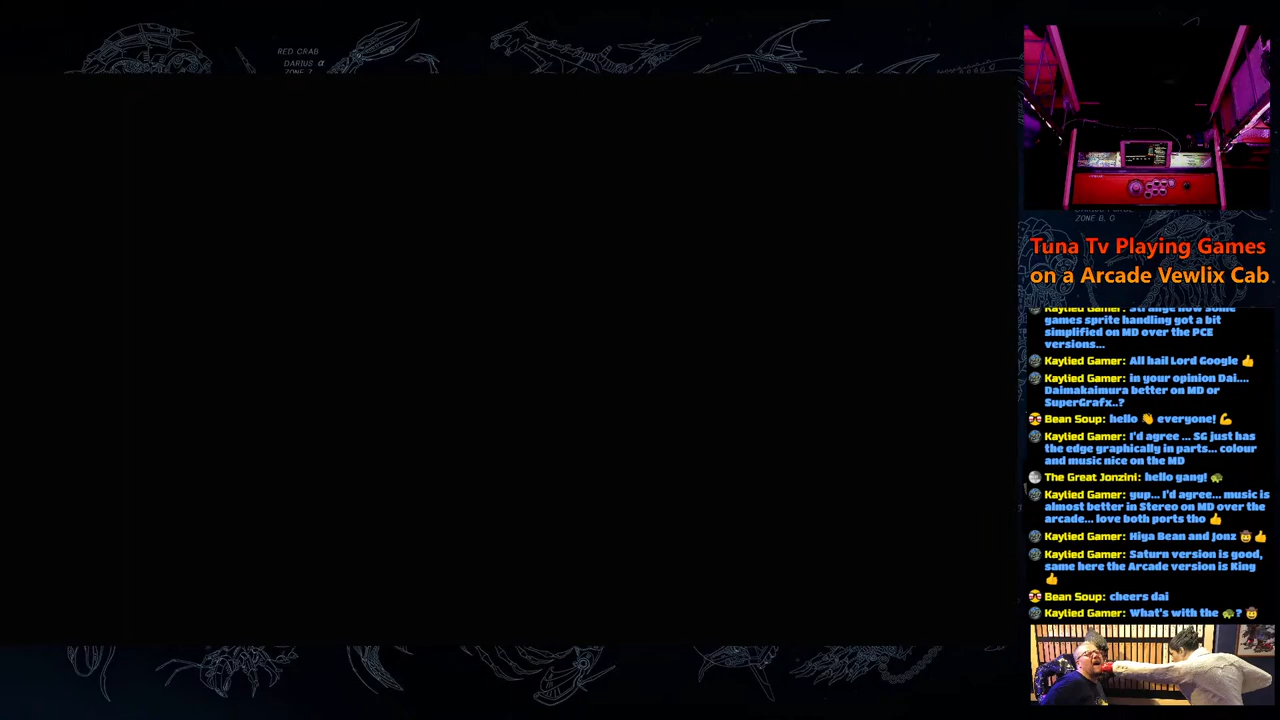 RED CRAB
DARIUS α
ZONE Z
ZONE B, G
Tuna Tv Playing Games
on a Arcade Vewlix Cab
Kaylied Gamer: Strange how some
games sprite handling got a bit
simplified on MD over the PCE
versions...
Kaylied Gamer: All hail Lord Google 👍
Kaylied Gamer: in your opinion Dai....
Daimakaimura better on MD or
SuperGrafx..?
Bean Soup: hello 👋 everyone! 💪
Kaylied Gamer: I'd agree ... SG just has
the edge graphically in parts... colour
and music nice on the MD
The Great Jonzini: hello gang! 🐢
Kaylied Gamer: yup... I'd agree... music is
almost better in Stereo on MD over the
arcade... love both ports tho 👍
Kaylied Gamer: Hiya Bean and Jonz 🤠👍
Kaylied Gamer: Saturn version is good,
same here the Arcade version is King
👍
Bean Soup: cheers dai
Kaylied Gamer: What's with the 🐢? 🤠